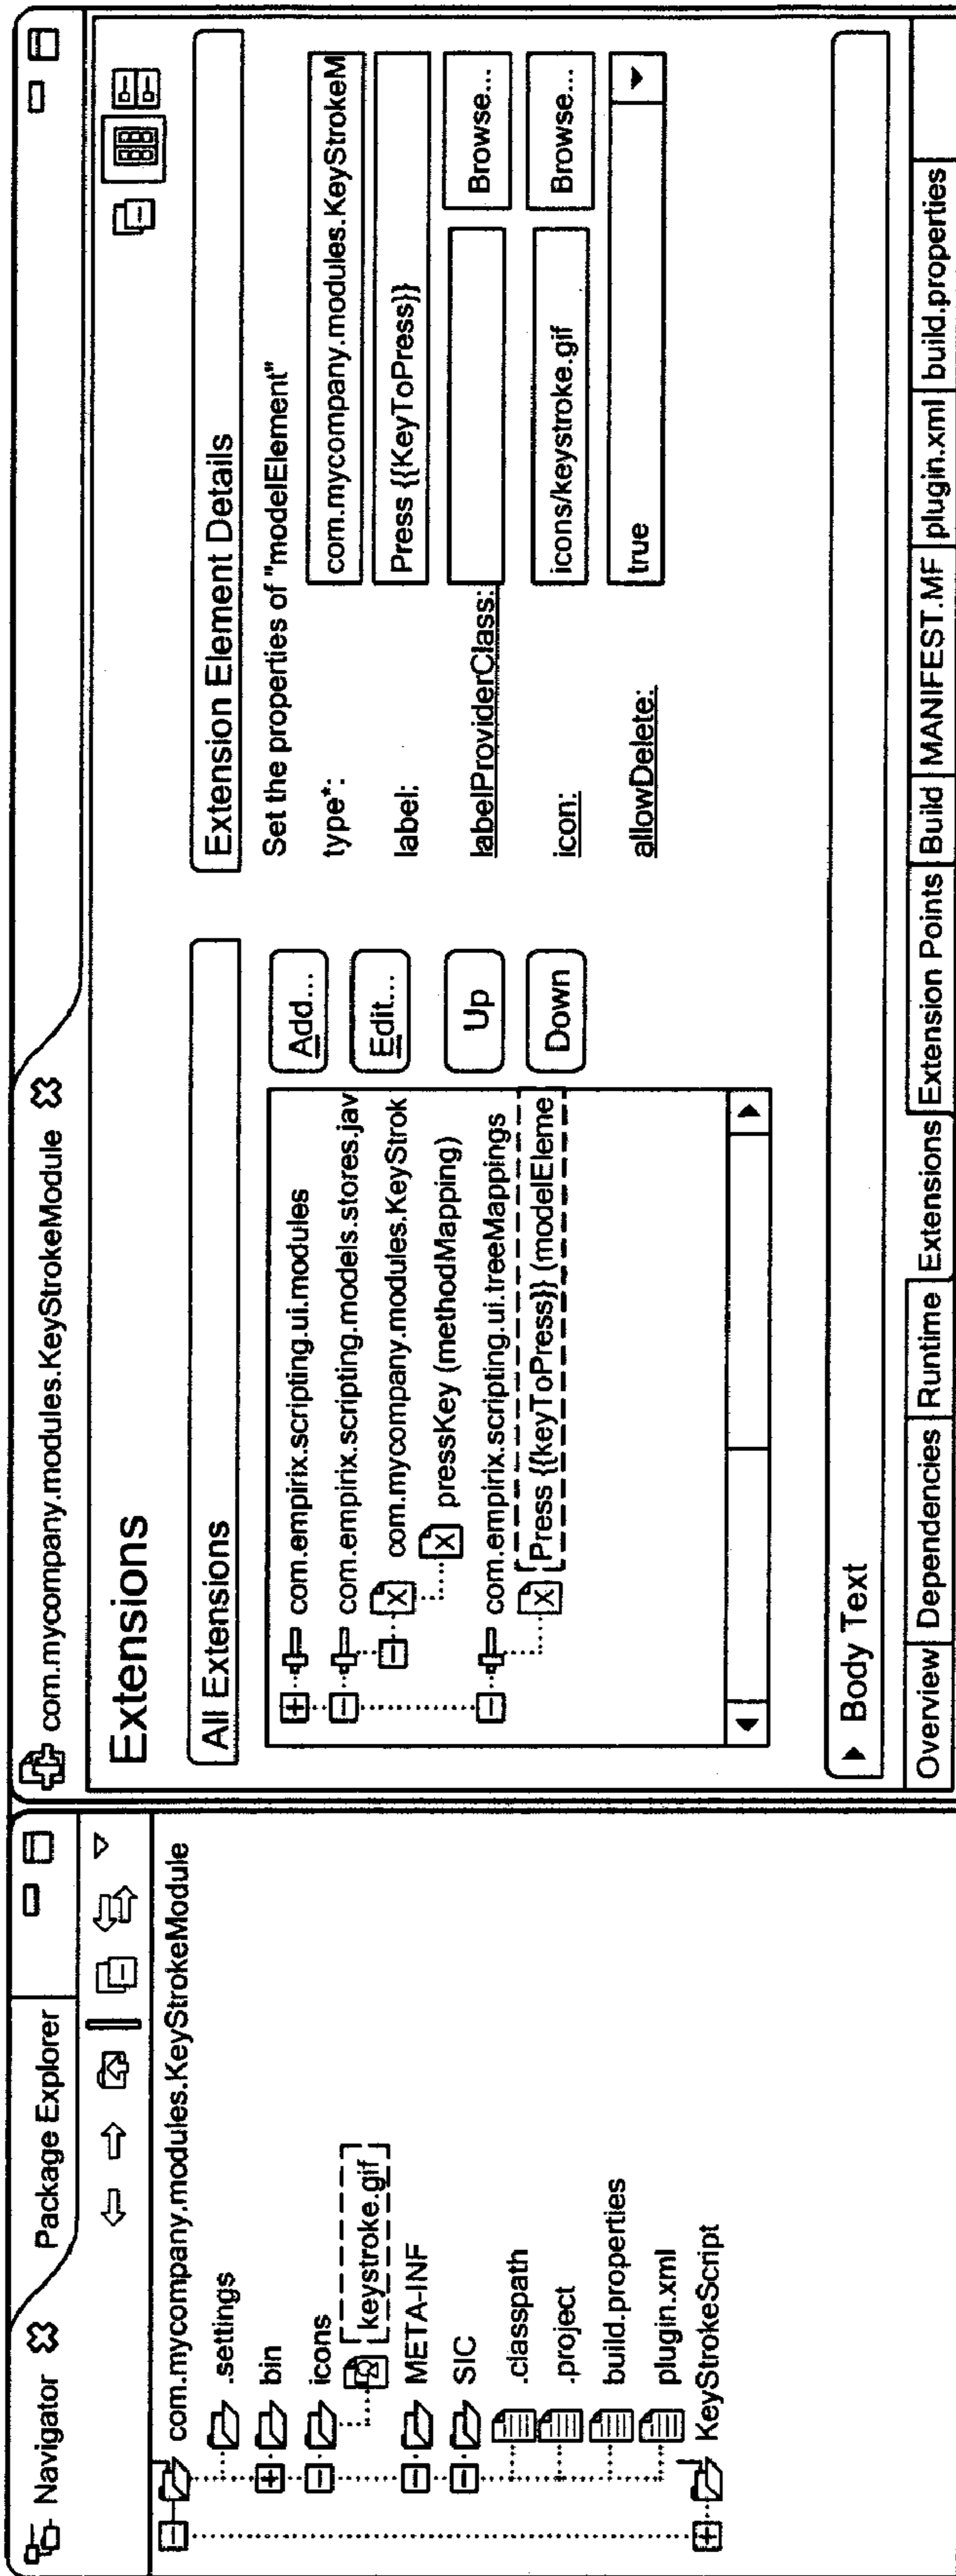 Navigator
Package Explorer
com.mycompany.modules.KeyStrokeModule
.settings
bin
icons
keystroke.gif
META-INF
SIC
.classpath
.project
build.properties
plugin.xml
KeyStrokeScript
com.mycompany.modules.KeyStrokeModule
Extensions
All Extensions
com.empirix.scripting.ui.modules
com.empirix.scripting.models.stores.jav
com.mycompany.modules.KeyStrok
pressKey (methodMapping)
com.empirix.scripting.ui.treeMappings
Press {{keyToPress}} (modelEleme
Add...
Edit...
Up
Down
Extension Element Details
Set the properties of "modelElement"
type*: com.mycompany.modules.KeyStrokeM
label: Press {{KeyToPress}}
labelProviderClass: Browse...
icon: icons/keystroke.gif Browse...
allowDelete: true
Body Text
Overview Dependencies Runtime Extensions Extension Points Build MANIFEST.MF plugin.xml build.properties